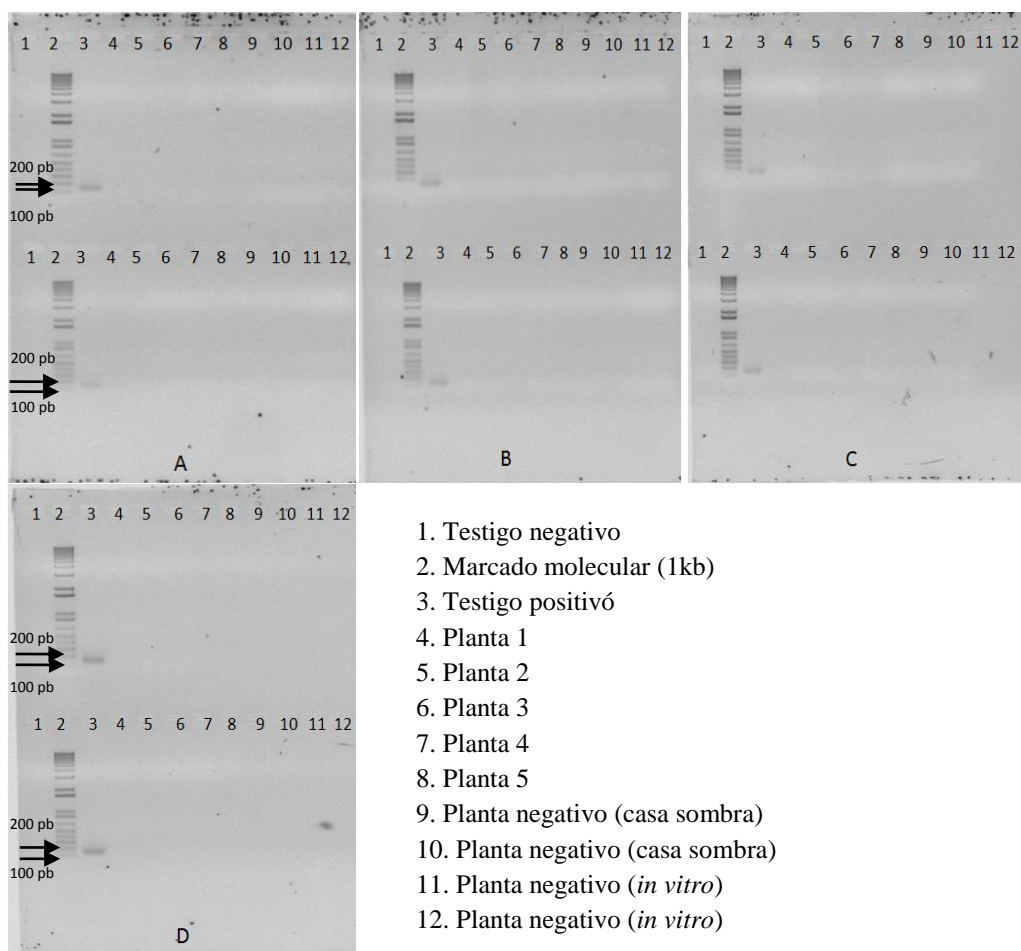 1 2 3 4 5 6 7 8 9 10 11 12
1 2 3 4 5 6 7 8 9 10 11 12
1 2 3 4 5 6 7 8 9 10 11 12
200 pb
100 pb
1 2 3 4 5 6 7 8 9 10 11 12
1 2 3 4 5 6 7 8 9 10 11 12
1 2 3 4 5 6 7 8 9 10 11 12
200 pb
100 pb
A
B
C
1 2 3 4 5 6 7 8 9 10 11 12
200 pb
100 pb
1 2 3 4 5 6 7 8 9 10 11 12
200 pb
100 pb
D
1. Testigo negativo
2. Marcado molecular (1kb)
3. Testigo positivó
4. Planta 1
5. Planta 2
6. Planta 3
7. Planta 4
8. Planta 5
9. Planta negativo (casa sombra)
10. Planta negativo (casa sombra)
11. Planta negativo (in vitro)
12. Planta negativo (in vitro)